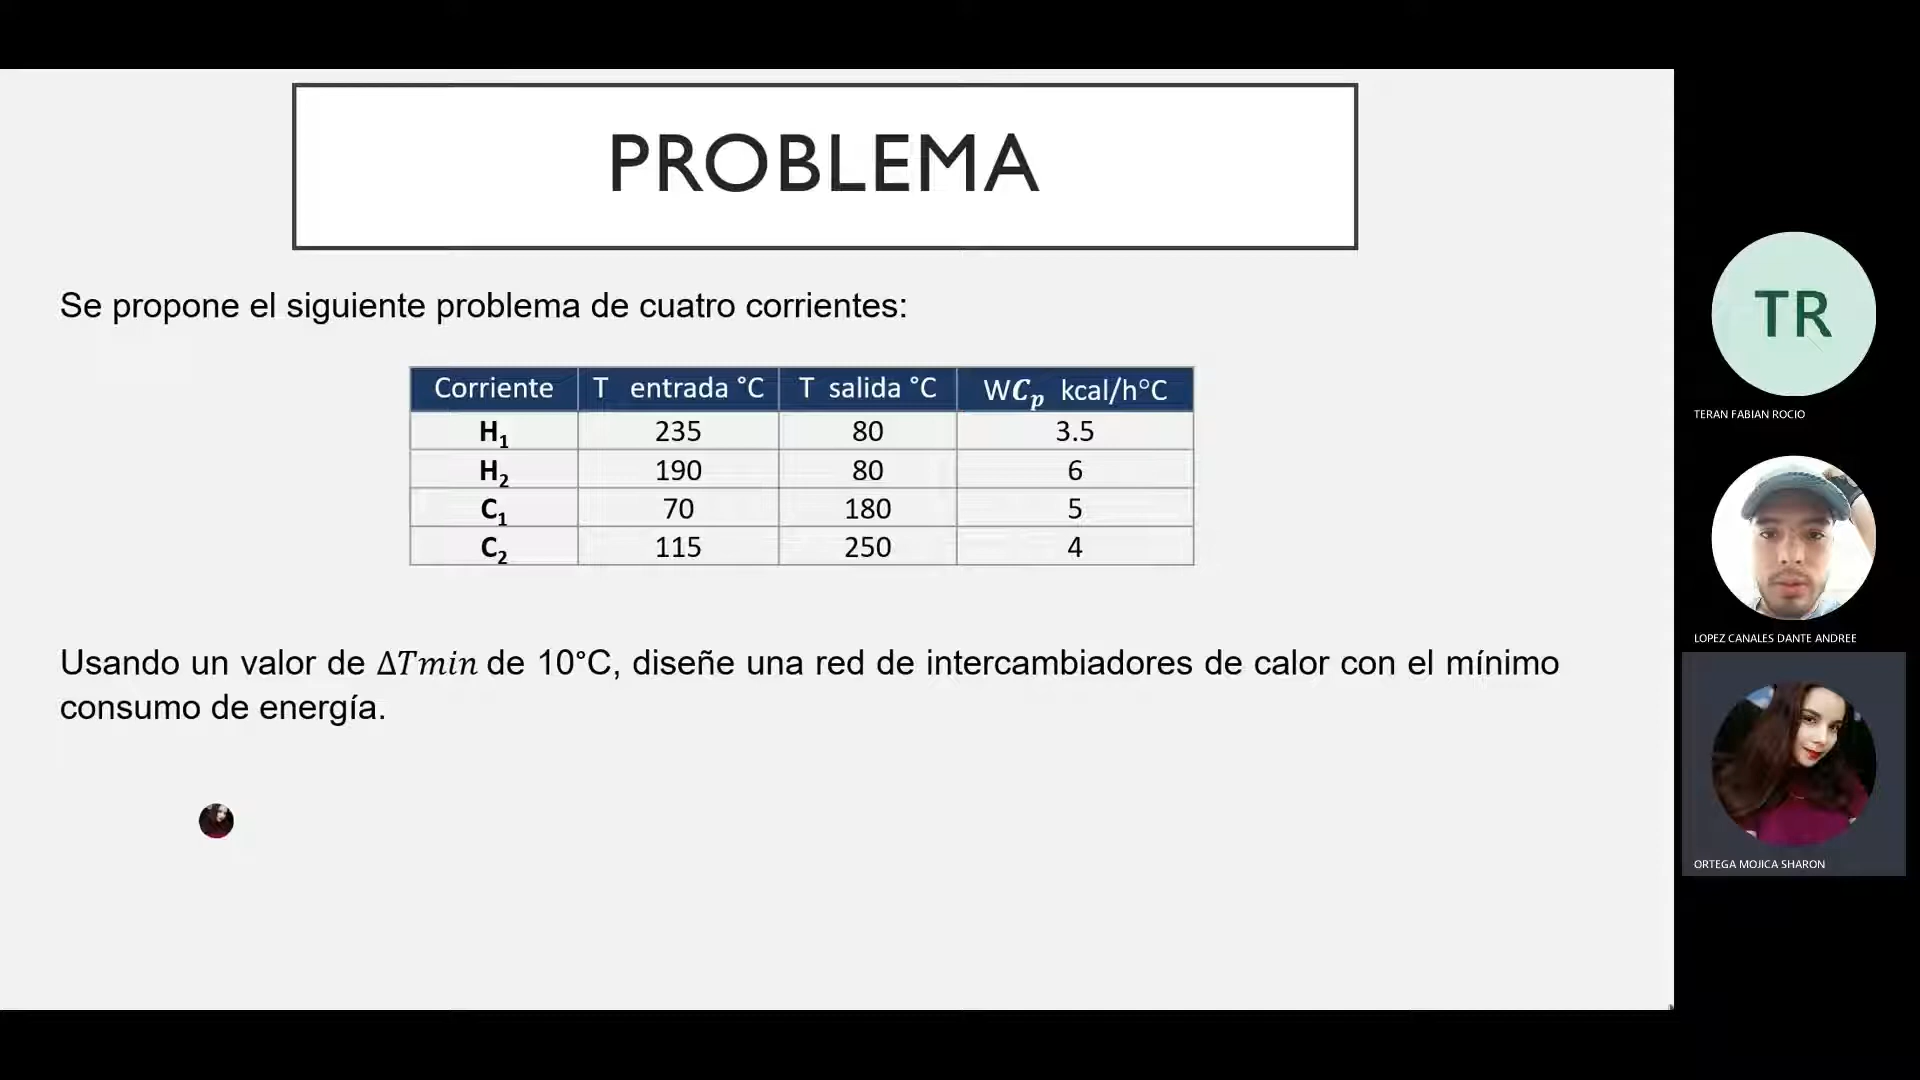 PROBLEMA
Se propone el siguiente problema de cuatro corrientes:
Corriente T entrada °C T salida °C WCp kcal/h°C
H1 235 80 3.5
H2 190 80 6
C1 70 180 5
C2 115 250 4
Usando un valor de ΔTmin de 10°C, diseñe una red de intercambiadores de calor con el mínimo
consumo de energía.
TR
TERAN FABIAN ROCIO
LOPEZ CANALES DANTE ANDREE
ORTEGA MOJICA SHARON